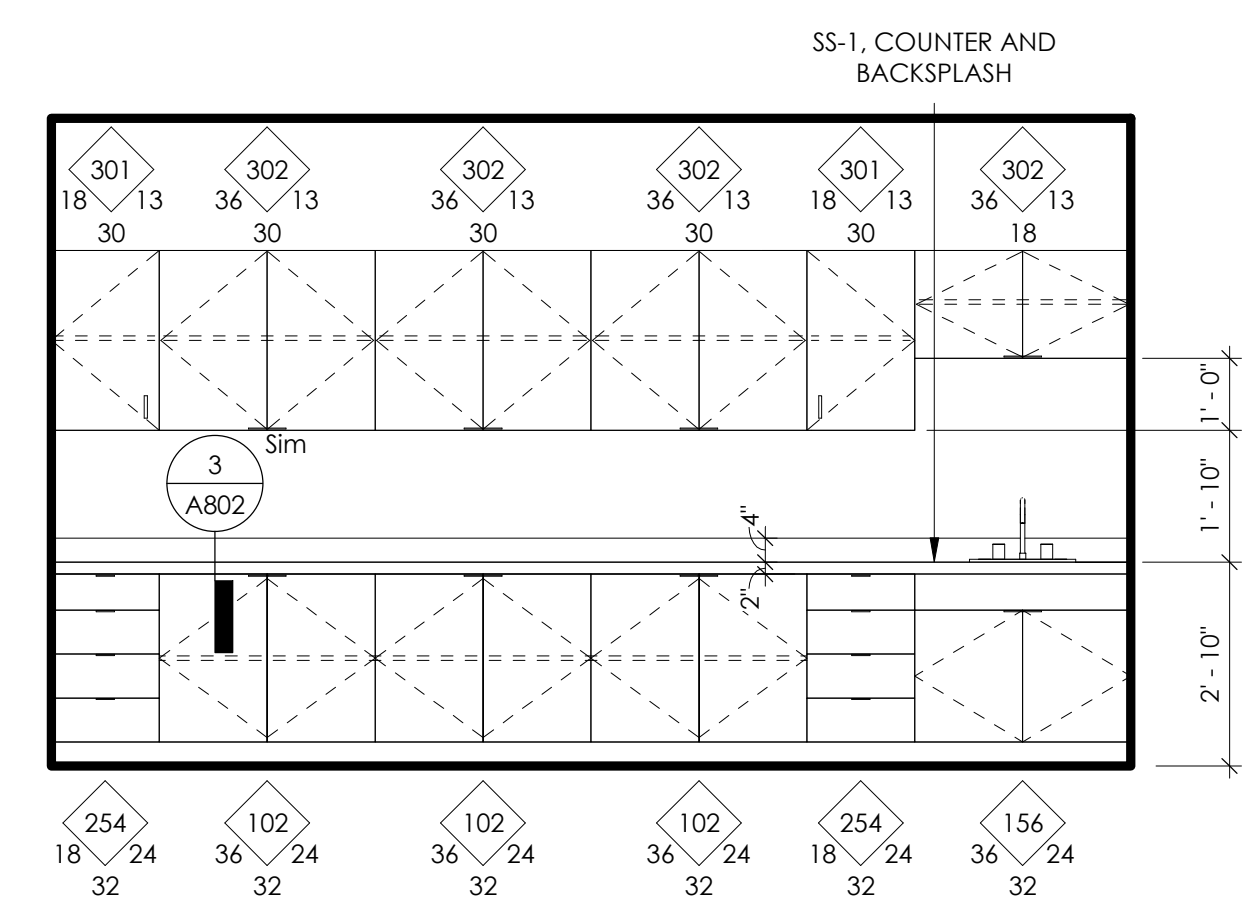 SS-1, COUNTER AND
BACKSPLASH
301 302 302 302 301 302
18 13 36 13 36 13 36 13 18 13 36 13
30 30 30 30 30 18
1' - 0"
Sim
3
A802
1' - 10"
4"
2"
2' - 10"
254 102 102 102 254 156
18 24 36 24 36 24 36 24 18 24 36 24
32 32 32 32 32 32